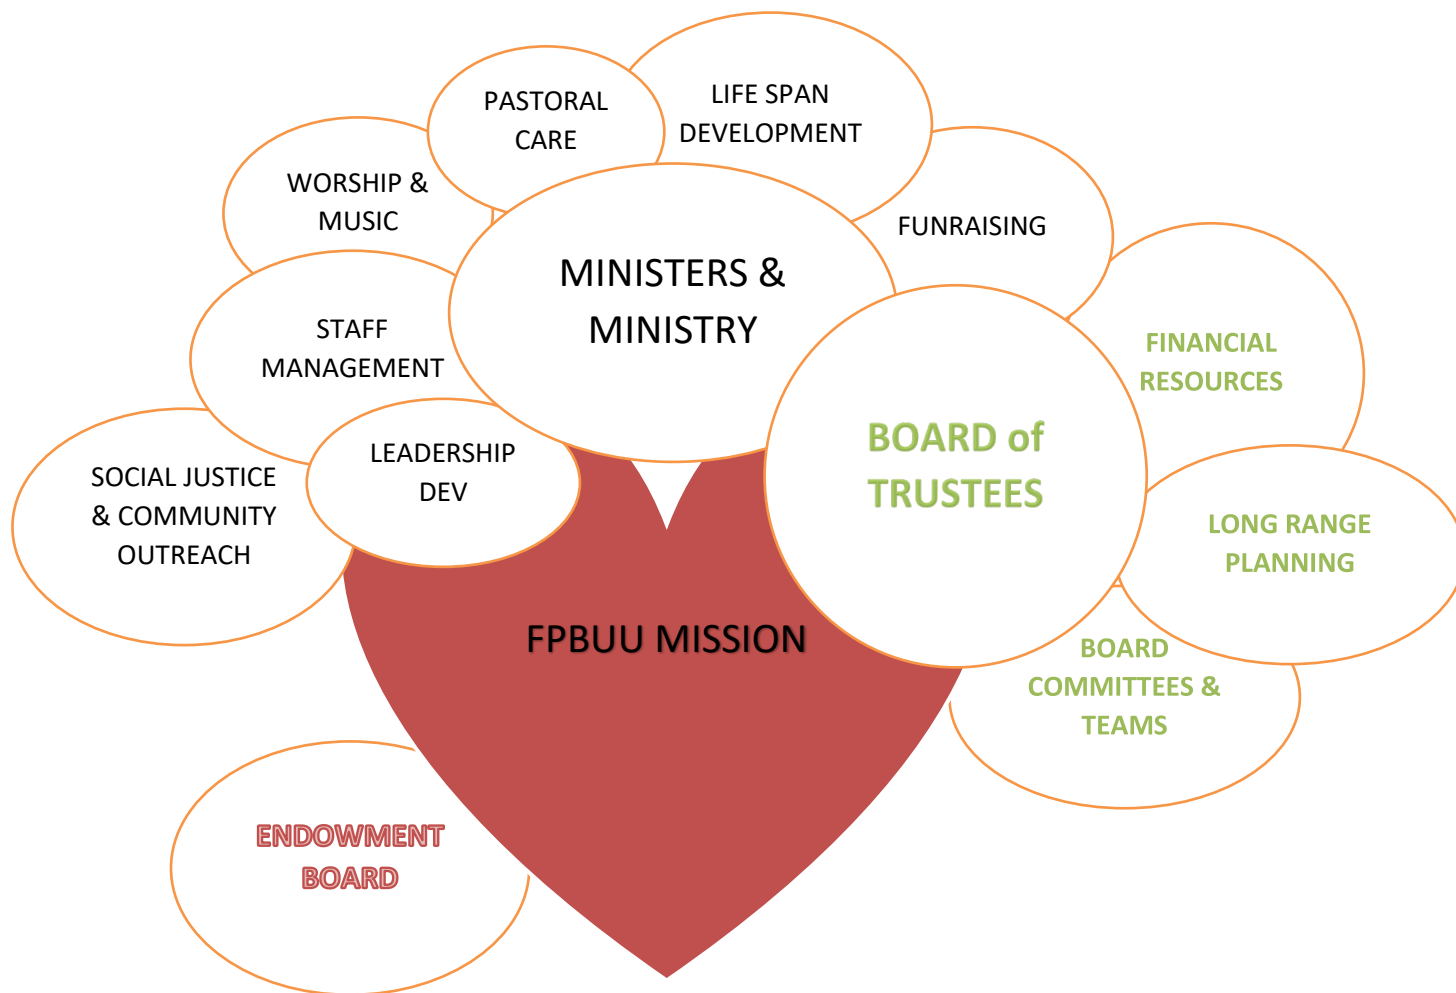 PASTORAL
CARE
LIFE SPAN
DEVELOPMENT
WORSHIP &
MUSIC
FUNRAISING
MINISTERS &
MINISTRY
STAFF
MANAGEMENT
FINANCIAL
RESOURCES
LEADERSHIP
DEV
BOARD of
TRUSTEES
SOCIAL JUSTICE
& COMMUNITY
OUTREACH
LONG RANGE
PLANNING
FPBUU MISSION
BOARD
COMMITTEES &
TEAMS
ENDOWMENT
BOARD